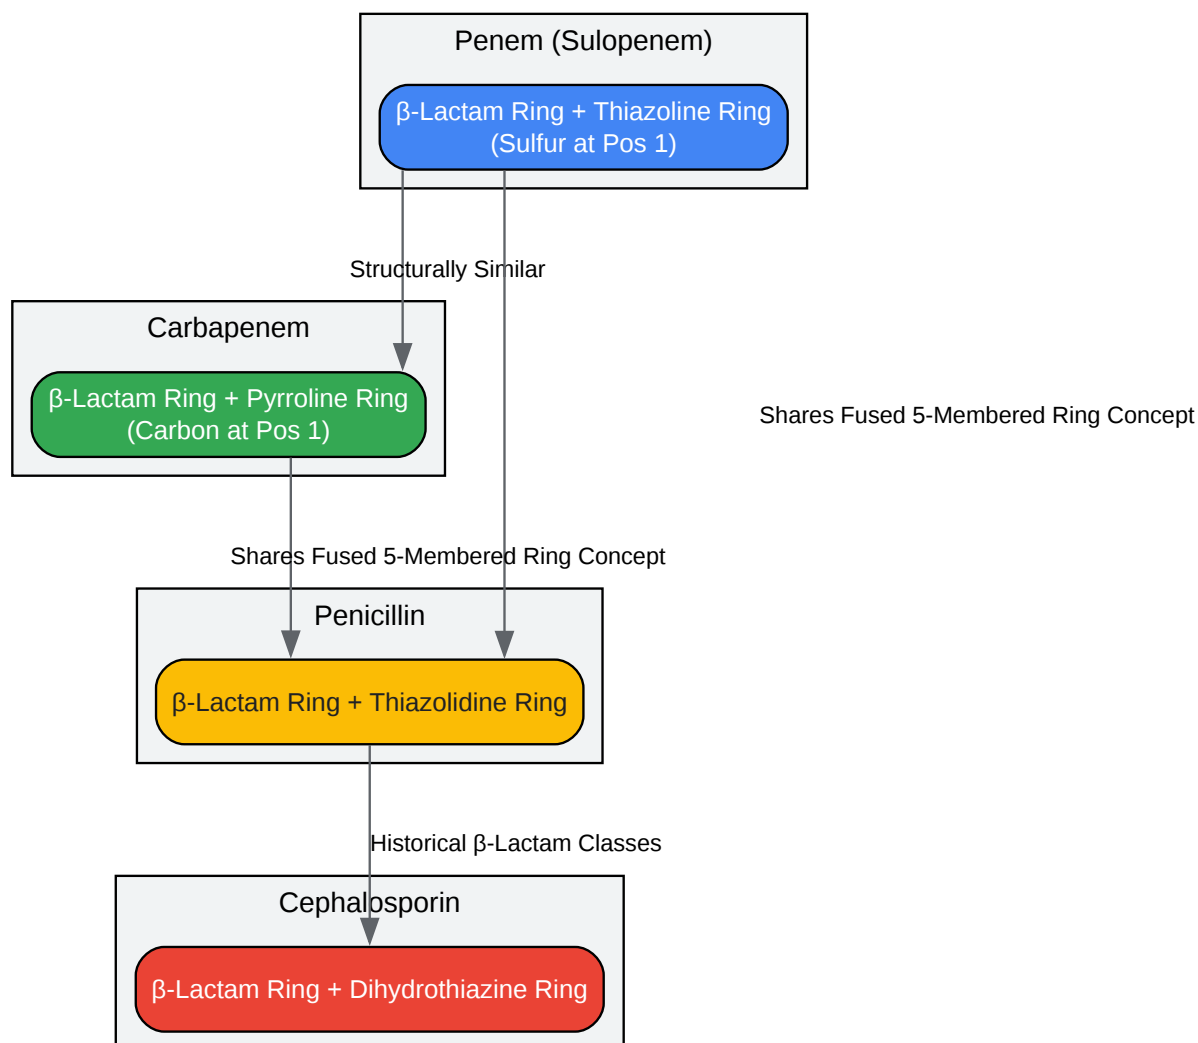 Penem (Sulopenem)
β-Lactam Ring + Thiazoline Ring
(Sulfur at Pos 1)
Structurally Similar
Carbapenem
β-Lactam Ring + Pyrroline Ring
(Carbon at Pos 1)
Shares Fused 5-Membered Ring Concept
Shares Fused 5-Membered Ring Concept
Penicillin
β-Lactam Ring + Thiazolidine Ring
Historical β-Lactam Classes
Cephalosporin
β-Lactam Ring + Dihydrothiazine Ring